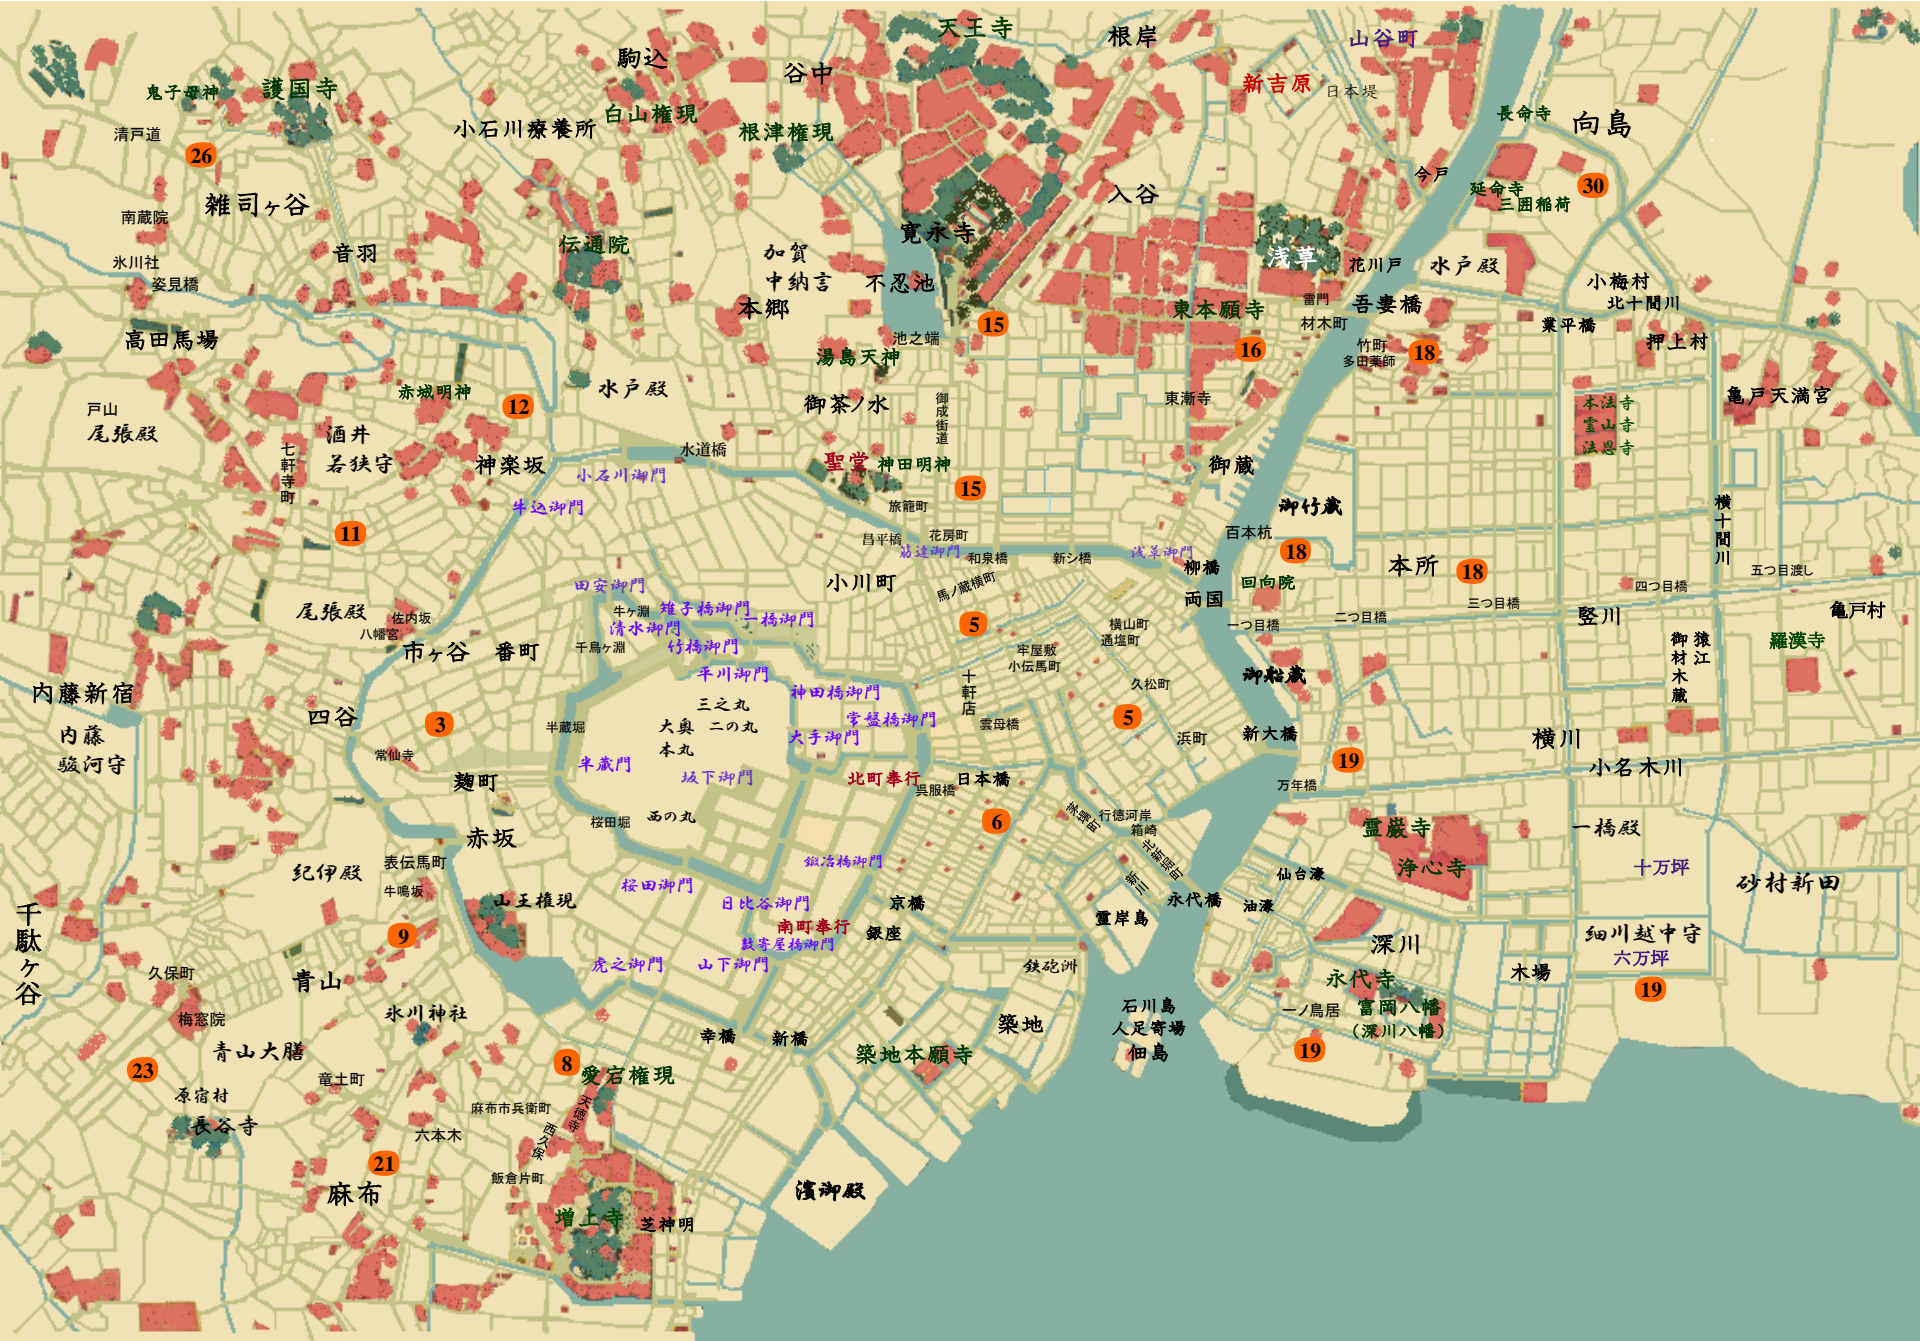 天王寺
根岸
山谷町
駒込
谷中
新吉原
日本堤
鬼子母神
護国寺
白山権現
長命寺
向島
清戸道
小石川療養所
根津権現
26
今戸
延命寺
30
三囲稲荷
雑司ヶ谷
入谷
南蔵院
寛永寺
伝通院
音羽
加賀
中納言
浅草
花川戸
水戸殿
氷川社
姿見橋
不忍池
小梅村
北十間川
本郷
東本願寺
雷門
吾妻橋
材木町
業平橋
15
高田馬場
池之端
湯島天神
16
竹町
多田薬師
18
押上村
赤城明神
水戸殿
12
御茶ノ水
御成街道
東漸寺
本法寺
霊山寺
法恩寺
亀戸天満宮
戸山
尾張殿
酒井
若狭守
七軒寺町
神楽坂
水道橋
小石川御門
聖堂
神田明神
御蔵
15
牛込御門
旅籠町
御竹蔵
横十間川
11
昌平橋
花房町
筋違御門
和泉橋
新シ橋
浅草御門
百本杭
18
柳橋
本所
18
五つ目渡し
田安御門
小川町
馬ノ蔵横町
両国
回向院
四つ目橋
尾張殿
佐内坂
八幡宮
牛ヶ淵
雉子橋御門
一橋御門
清水御門
5
横山町
通塩町
一つ目橋
二つ目橋
三つ目橋
竪川
亀戸村
市ヶ谷
番町
千鳥ヶ淵
竹橋御門
牢屋敷
小伝馬町
猿江
御材木蔵
羅漢寺
内藤新宿
平川御門
神田橋御門
十軒店
久松町
御船蔵
四谷
3
半蔵堀
三之丸
大奥
二の丸
本丸
常盤橋御門
大手御門
雲母橋
5
浜町
新大橋
横川
内藤
駿河守
常仙寺
半蔵門
坂下御門
北町奉行
呉服橋
日本橋
19
小名木川
麹町
万年橋
西の丸
桜田堀
6
茅場町
行徳河岸
箱崎
北新堀町
霊巌寺
一橋殿
赤坂
表伝馬町
紀伊殿
牛鳴坂
鍛冶橋御門
新川
仙台濠
浄心寺
十万坪
砂村新田
桜田御門
日比谷御門
山王権現
京橋
霊岸島
永代橋
油濠
千駄ヶ谷
9
南町奉行
銀座
数寄屋橋御門
深川
細川越中守
六万坪
久保町
青山
虎之御門
山下御門
鉄砲洲
永代寺
木場
19
梅窓院
氷川神社
石川島
人足寄場
佃島
一ノ鳥居
富岡八幡
(深川八幡)
築地
幸橋
新橋
青山大膳
23
竜土町
8
愛宕権現
築地本願寺
19
原宿村
長谷寺
麻布市兵衛町
天徳寺
六本木
西久保
21
麻布
飯倉片町
濱御殿
増上寺
芝神明